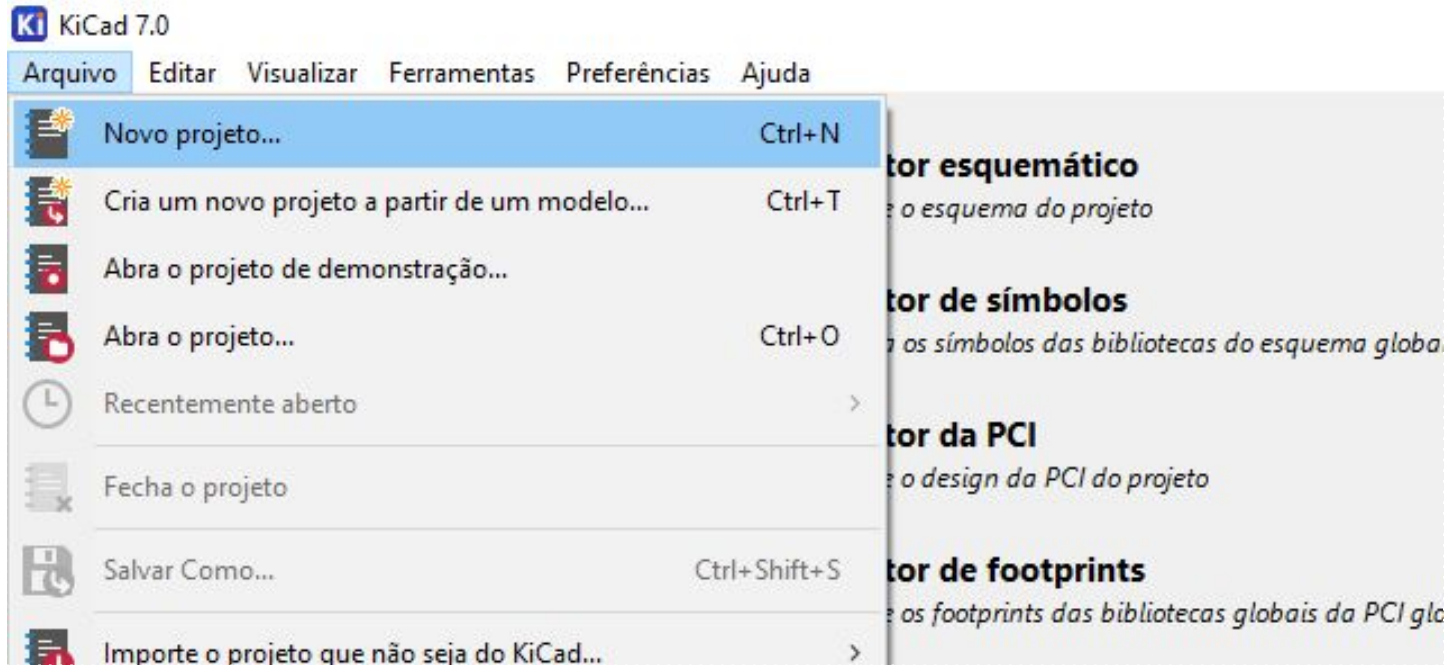 KiCad 7.0
Arquivo Editar Visualizar Ferramentas Preferências Ajuda
Novo projeto... Ctrl+N
Cria um novo projeto a partir de um modelo... Ctrl+T
Abra o projeto de demonstração...
Abra o projeto... Ctrl+O
Recentemente aberto
Fecha o projeto
Salvar Como... Ctrl+Shift+S
Importe o projeto que não seja do KiCad...
tor esquemático
o esquema do projeto
tor de símbolos
os símbolos das bibliotecas do esquema globa
tor da PCI
o design da PCI do projeto
tor de footprints
os footprints das bibliotecas globais da PCI glo